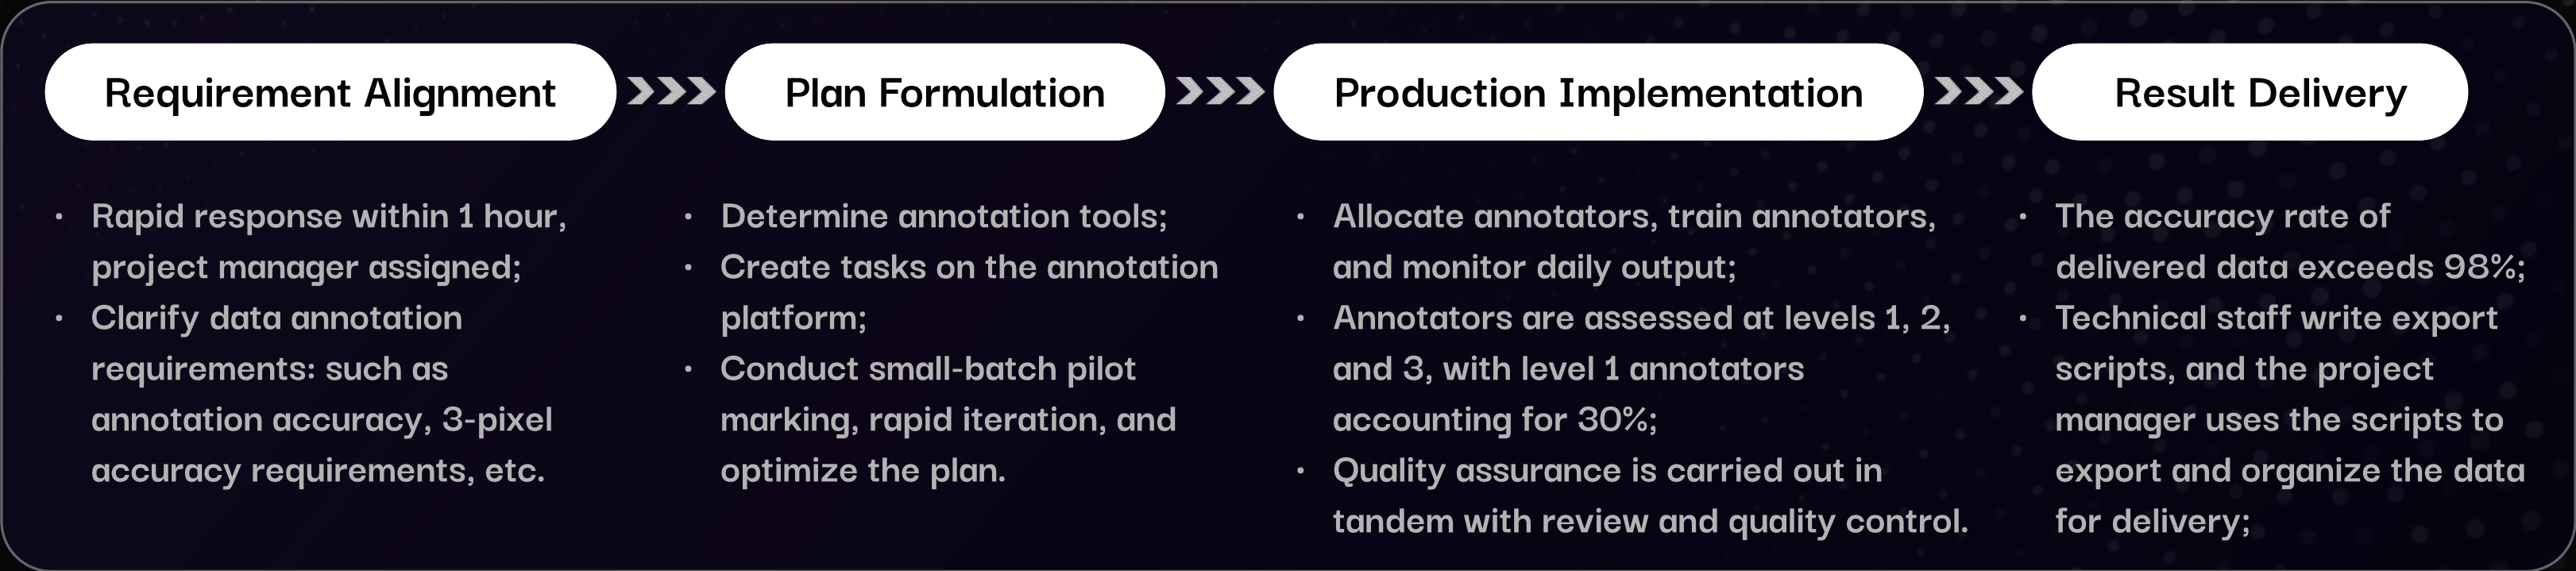 Requirement Alignment
Plan Formulation
Production Implementation
Result Delivery
· Rapid response within 1 hour,
project manager assigned;
· Clarify data annotation
requirements: such as
annotation accuracy, 3-pixel
accuracy requirements, etc.
· Determine annotation tools;
· Create tasks on the annotation
platform;
· Conduct small-batch pilot
marking, rapid iteration, and
optimize the plan.
· Allocate annotators, train annotators,
and monitor daily output;
· Annotators are assessed at levels 1, 2,
and 3, with level 1 annotators
accounting for 30%;
· Quality assurance is carried out in
tandem with review and quality control.
· The accuracy rate of
delivered data exceeds 98%;
· Technical staff write export
scripts, and the project
manager uses the scripts to
export and organize the data
for delivery;